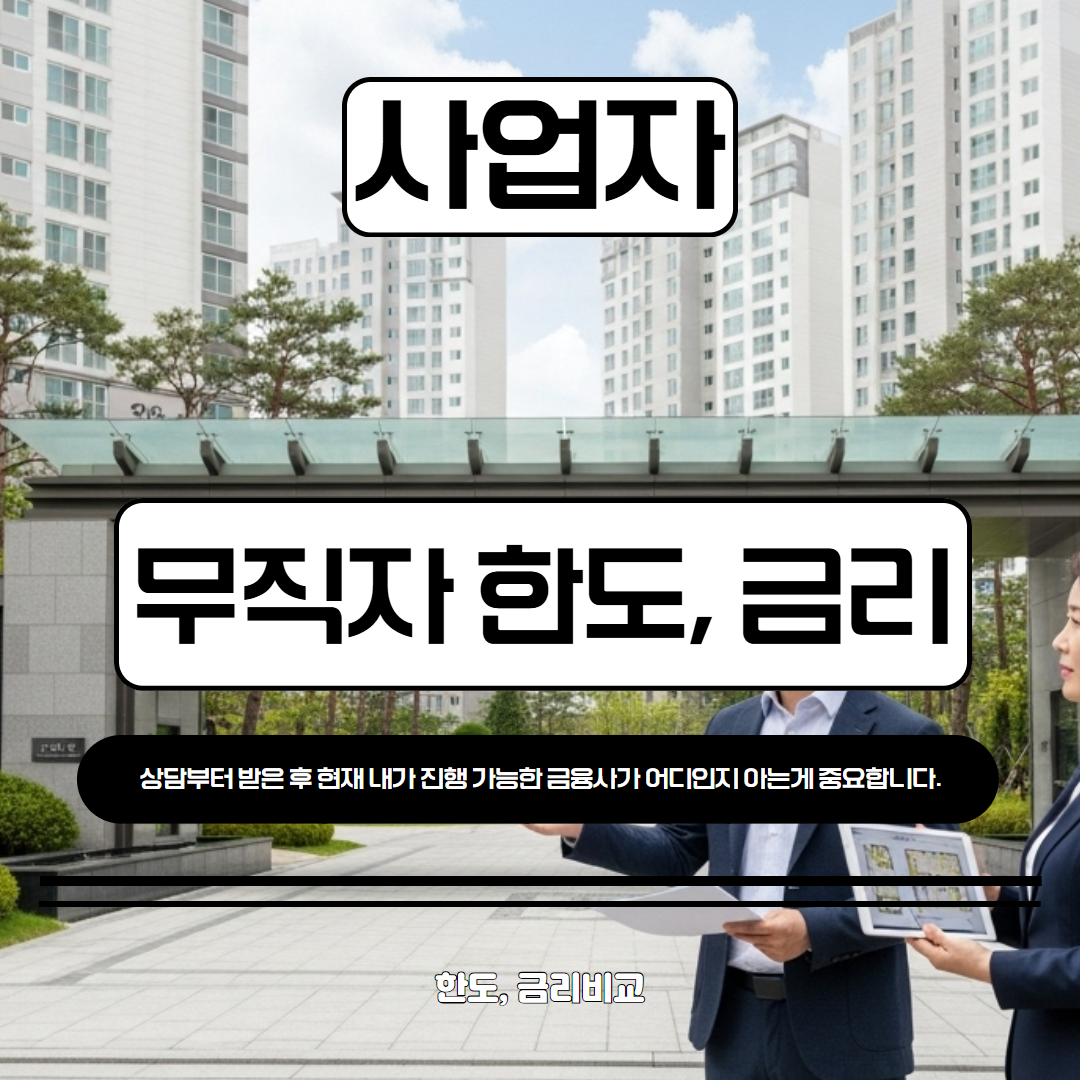 사업자
무직자 한도, 금리
상담부터 받은 후 현재 내가 진행 가능한 금융사가 어디인지 아는게 중요합니다.
한도, 금리비교